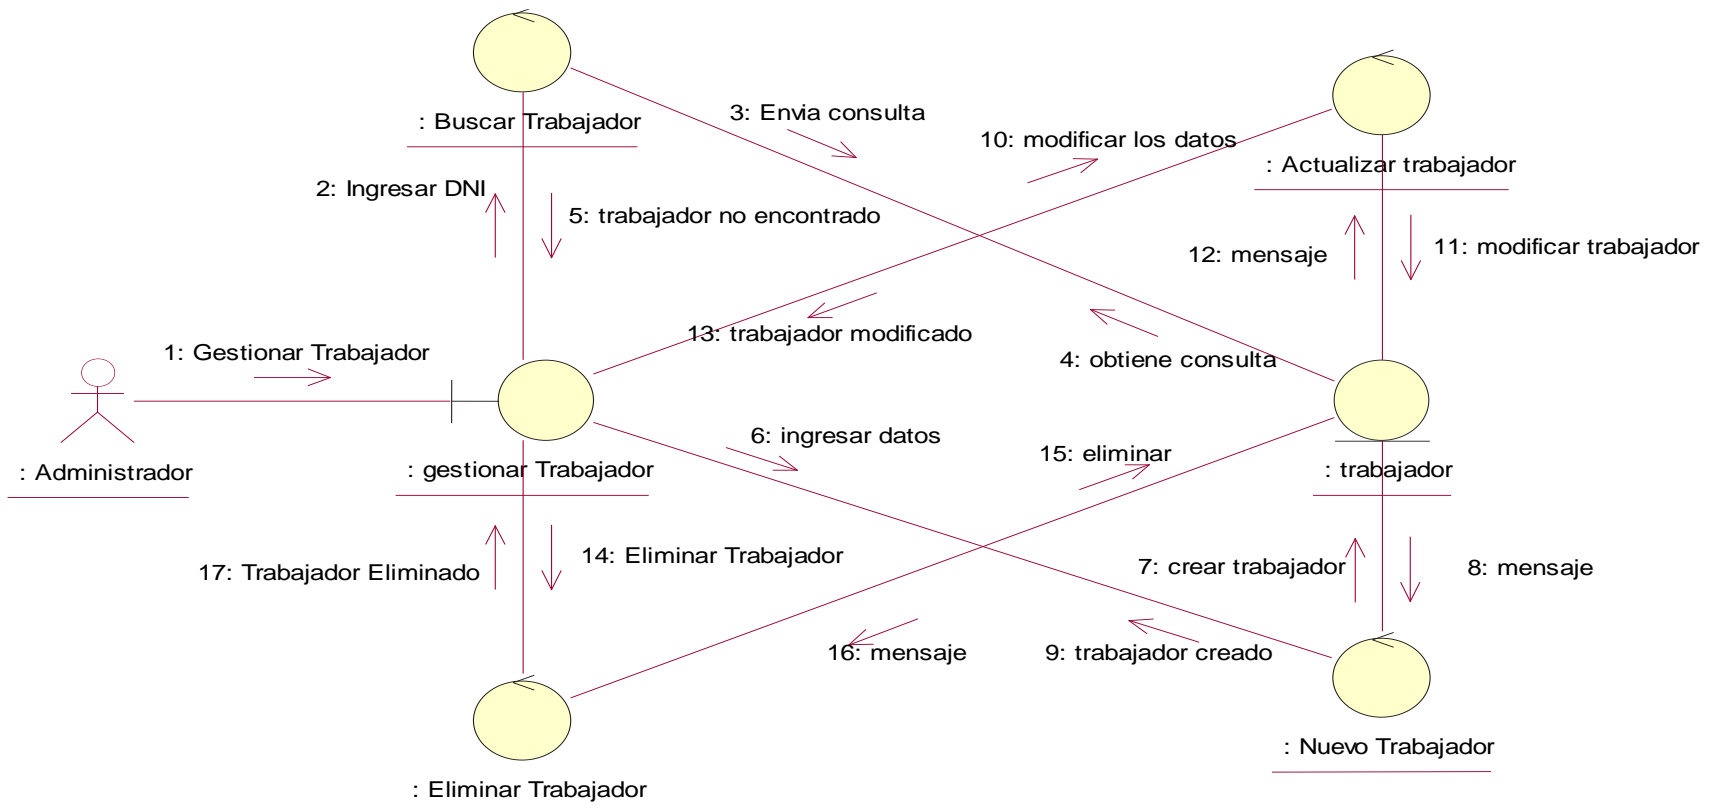 : Buscar Trabajador
3: Envia consulta
10: modificar los datos
: Actualizar trabajador
2: Ingresar DNI
5: trabajador no encontrado
12: mensaje
11: modificar trabajador
13: trabajador modificado
1: Gestionar Trabajador
4: obtiene consulta
6: ingresar datos
15: eliminar
: Administrador
: gestionar Trabajador
: trabajador
17: Trabajador Eliminado
14: Eliminar Trabajador
7: crear trabajador
8: mensaje
16: mensaje
9: trabajador creado
: Nuevo Trabajador
: Eliminar Trabajador